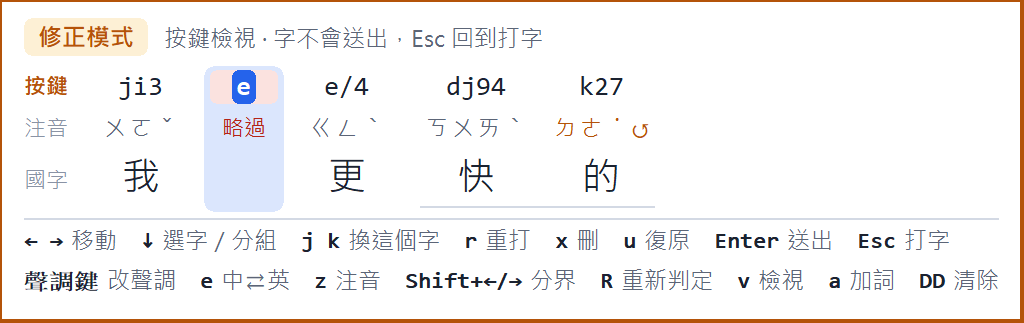 修正模式 按鍵檢視 · 字不會送出，Esc 回到打字
按鍵 ji3 e e/4 dj94 k27
注音 ㄨㄛˇ 略過 ㄍㄥˋ ㄎㄨㄞˋ ㄉㄜ˙ ↺
國字 我 更 快 的
← → 移動 ↓ 選字 / 分組 j k 換這個字 r 重打 x 刪 u 復原 Enter 送出 Esc 打字
聲調鍵 改聲調 e 中⇄英 z 注音 Shift+←/→ 分界 R 重新判定 v 檢視 a 加詞 DD 清除